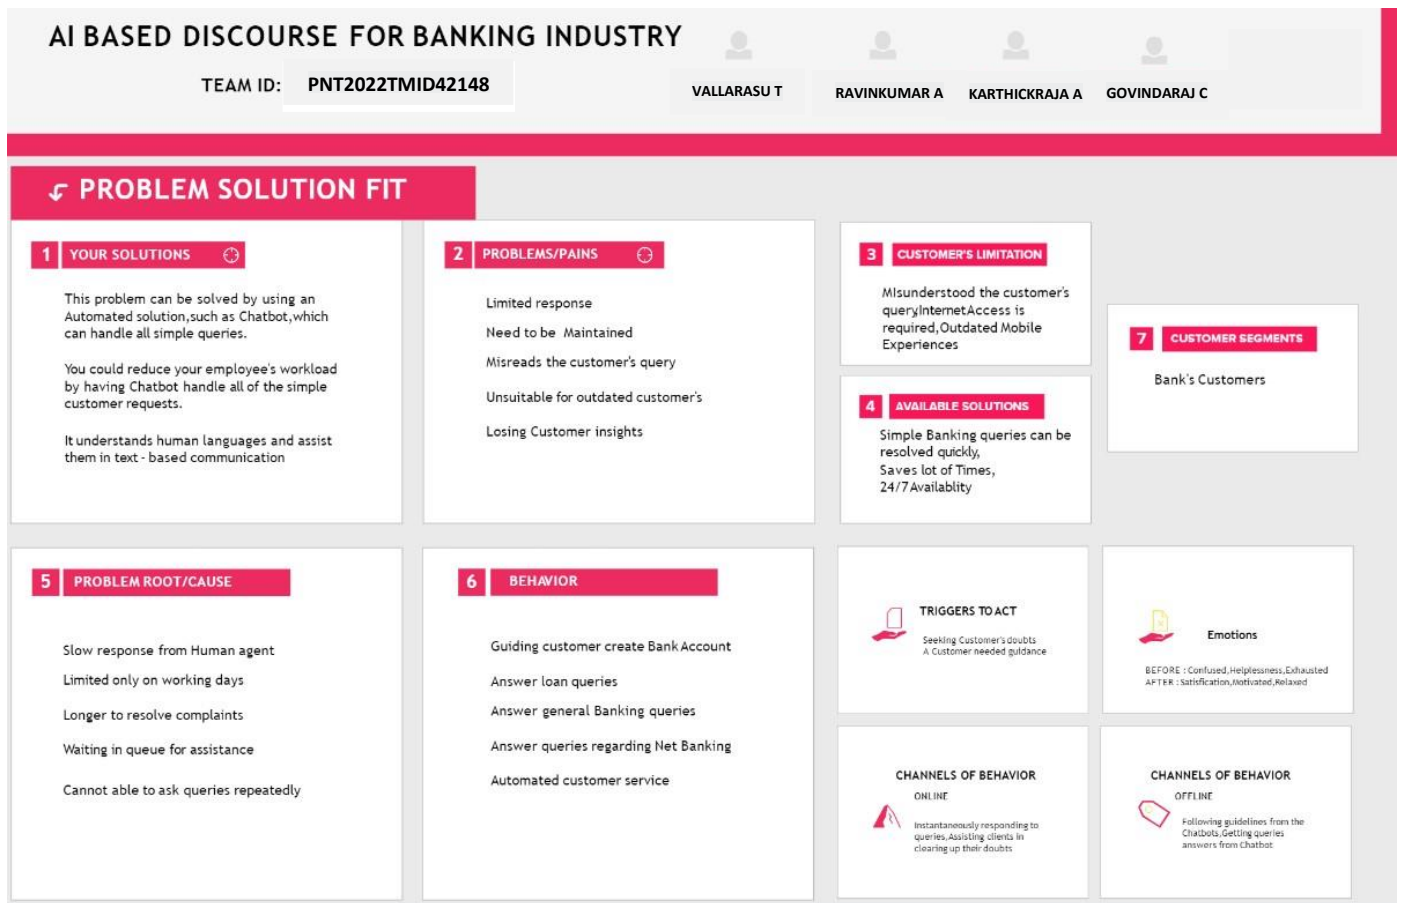 AI BASED DISCOURSE FOR BANKING INDUSTRY
TEAM ID: PNT2022TMID42148
VALLARASU T
RAVINKUMAR A
KARTHICKRAJA A
GOVINDARAJ C
PROBLEM SOLUTION FIT
1 YOUR SOLUTIONS
This problem can be solved by using an
Automated solution,such as Chatbot,which
can handle all simple queries.
You could reduce your employee's workload
by having Chatbot handle all of the simple
customer requests.
It understands human languages and assist
them in text - based communication
2 PROBLEMS/PAINS
Limited response
Need to be Maintained
Misreads the customer's query
Unsuitable for outdated customer's
Losing Customer insights
3 CUSTOMER'S LIMITATION
MIsunderstood the customer's
query,InternetAccess is
required,Outdated Mobile
Experiences
4 AVAILABLE SOLUTIONS
Simple Banking queries can be
resolved quickly,
Saves lot of Times,
24/7 Availablity
7 CUSTOMER SEGMENTS
Bank's Customers
5 PROBLEM ROOT/CAUSE
Slow response from Human agent
Limited only on working days
Longer to resolve complaints
Waiting in queue for assistance
Cannot able to ask queries repeatedly
6 BEHAVIOR
Guiding customer create Bank Account
Answer loan queries
Answer general Banking queries
Answer queries regarding Net Banking
Automated customer service
TRIGGERS TO ACT
Seeking Customer's doubts
A Customer needed guidance
Emotions
BEFORE : Confused,Helplessness,Exhausted
AFTER : Satisfication,Motivated,Relaxed
CHANNELS OF BEHAVIOR
ONLINE
Instantaneously responding to
queries,Assisting clients in
clearing up their doubts
CHANNELS OF BEHAVIOR
OFFLINE
Following guidelines from the
Chatbots,Getting queries
answers from Chatbot